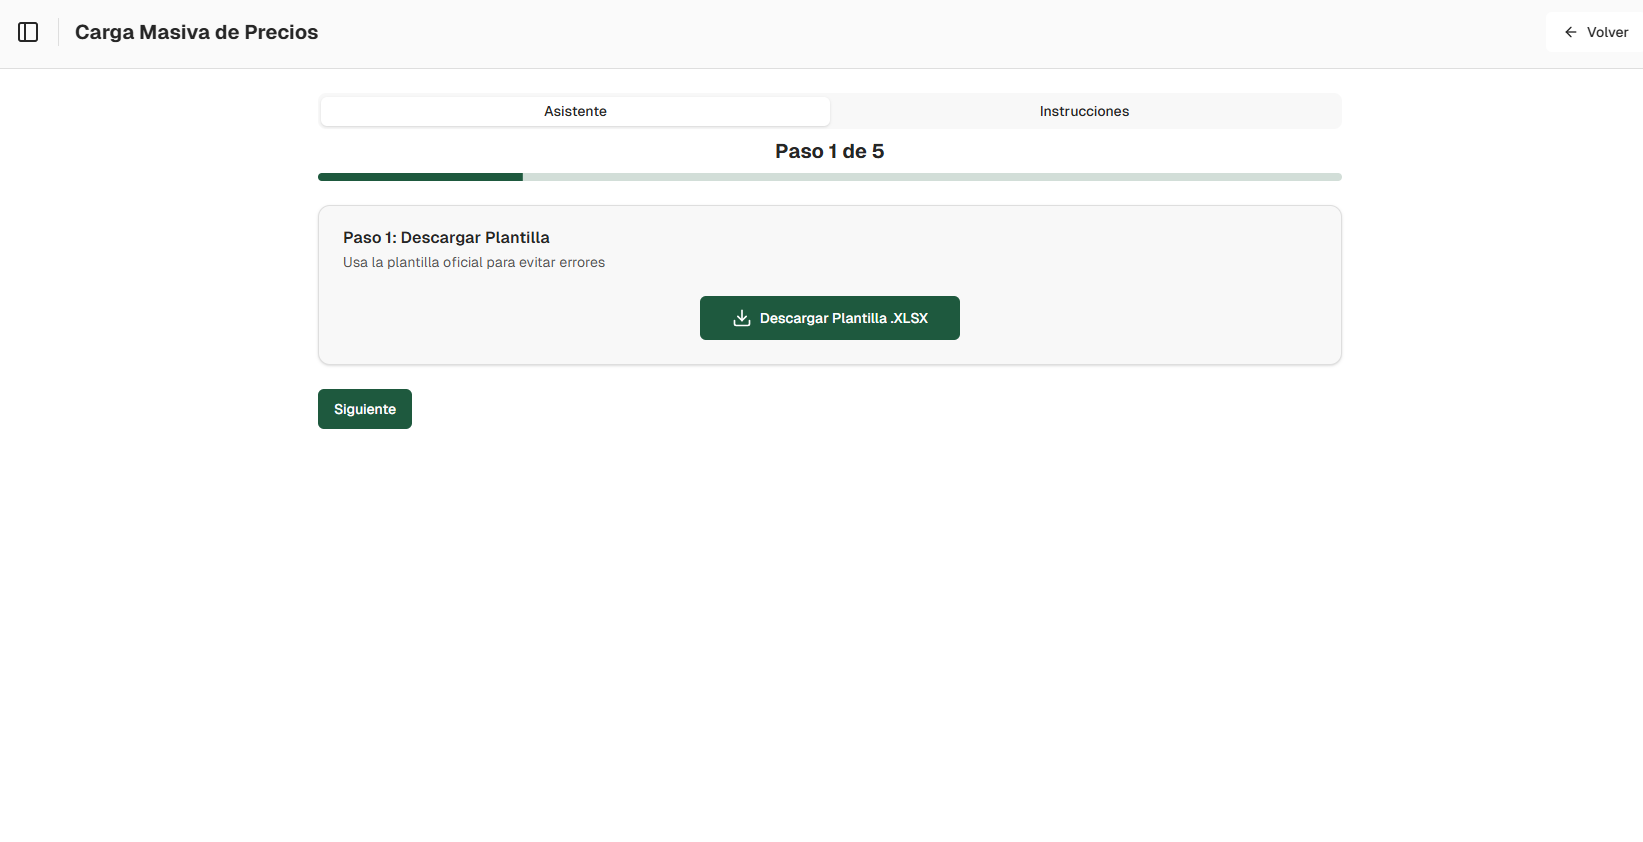 Carga Masiva de Precios
Volver
Asistente
Instrucciones
Paso 1 de 5
Paso 1: Descargar Plantilla
Usa la plantilla oficial para evitar errores
Descargar Plantilla .XLSX
Siguiente